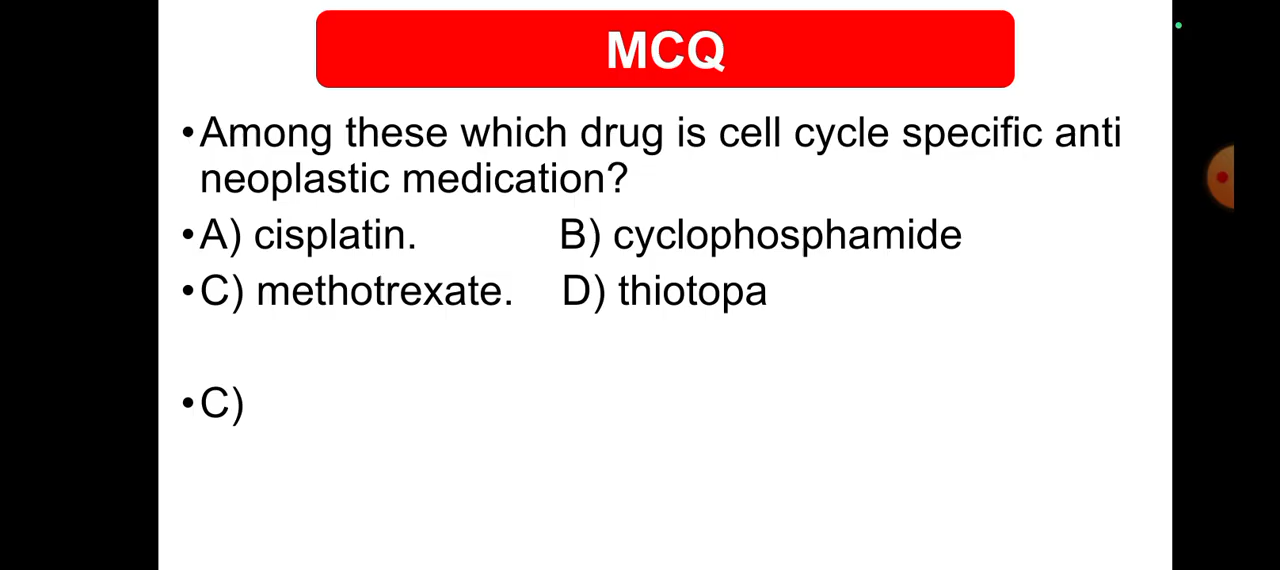 MCQ
•Among these which drug is cell cycle specific anti
neoplastic medication?
•A) cisplatin. B) cyclophosphamide
•C) methotrexate. D) thiotopa
•C)